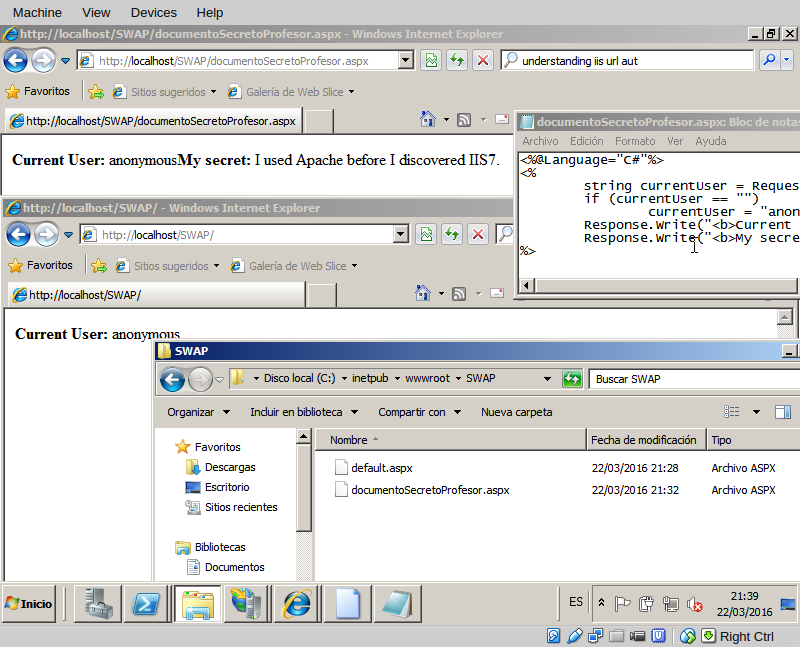 Machine View Devices Help
http://localhost/SWAP/documentoSecretoProfesor.aspx - Windows Internet Explorer
http://localhost/SWAP/documentoSecretoProfesor.aspx
understanding iis url aut
Favoritos Sitios sugeridos Galería de Web Slice
http://localhost/SWAP/documentoSecretoProfesor.aspx
Current User: anonymousMy secret: I used Apache before I discovered IIS7.
documentoSecretoProfesor.aspx: Bloc de notas
Archivo Edición Formato Ver Ayuda
<%@Language="C#"%>
<%
string currentUser = Reques
if (currentUser == "")
currentUser = "anon
Response.Write("<b>Current
Response.Write("<b>My secre
%>
http://localhost/SWAP/ - Windows Internet Explorer
http://localhost/SWAP/
Favoritos Sitios sugeridos Galería de Web Slice
http://localhost/SWAP/
Current User: anonymous
SWAP
Disco local (C:) inetpub wwwroot SWAP
Buscar SWAP
Organizar Incluir en biblioteca Compartir con Nueva carpeta
Nombre Fecha de modificación Tipo
Favoritos
Descargas
Escritorio
Sitios recientes
Bibliotecas
Documentos
default.aspx 22/03/2016 21:28 Archivo ASPX
documentoSecretoProfesor.aspx 22/03/2016 21:32 Archivo ASPX
Inicio
ES
21:39
22/03/2016
Right Ctrl